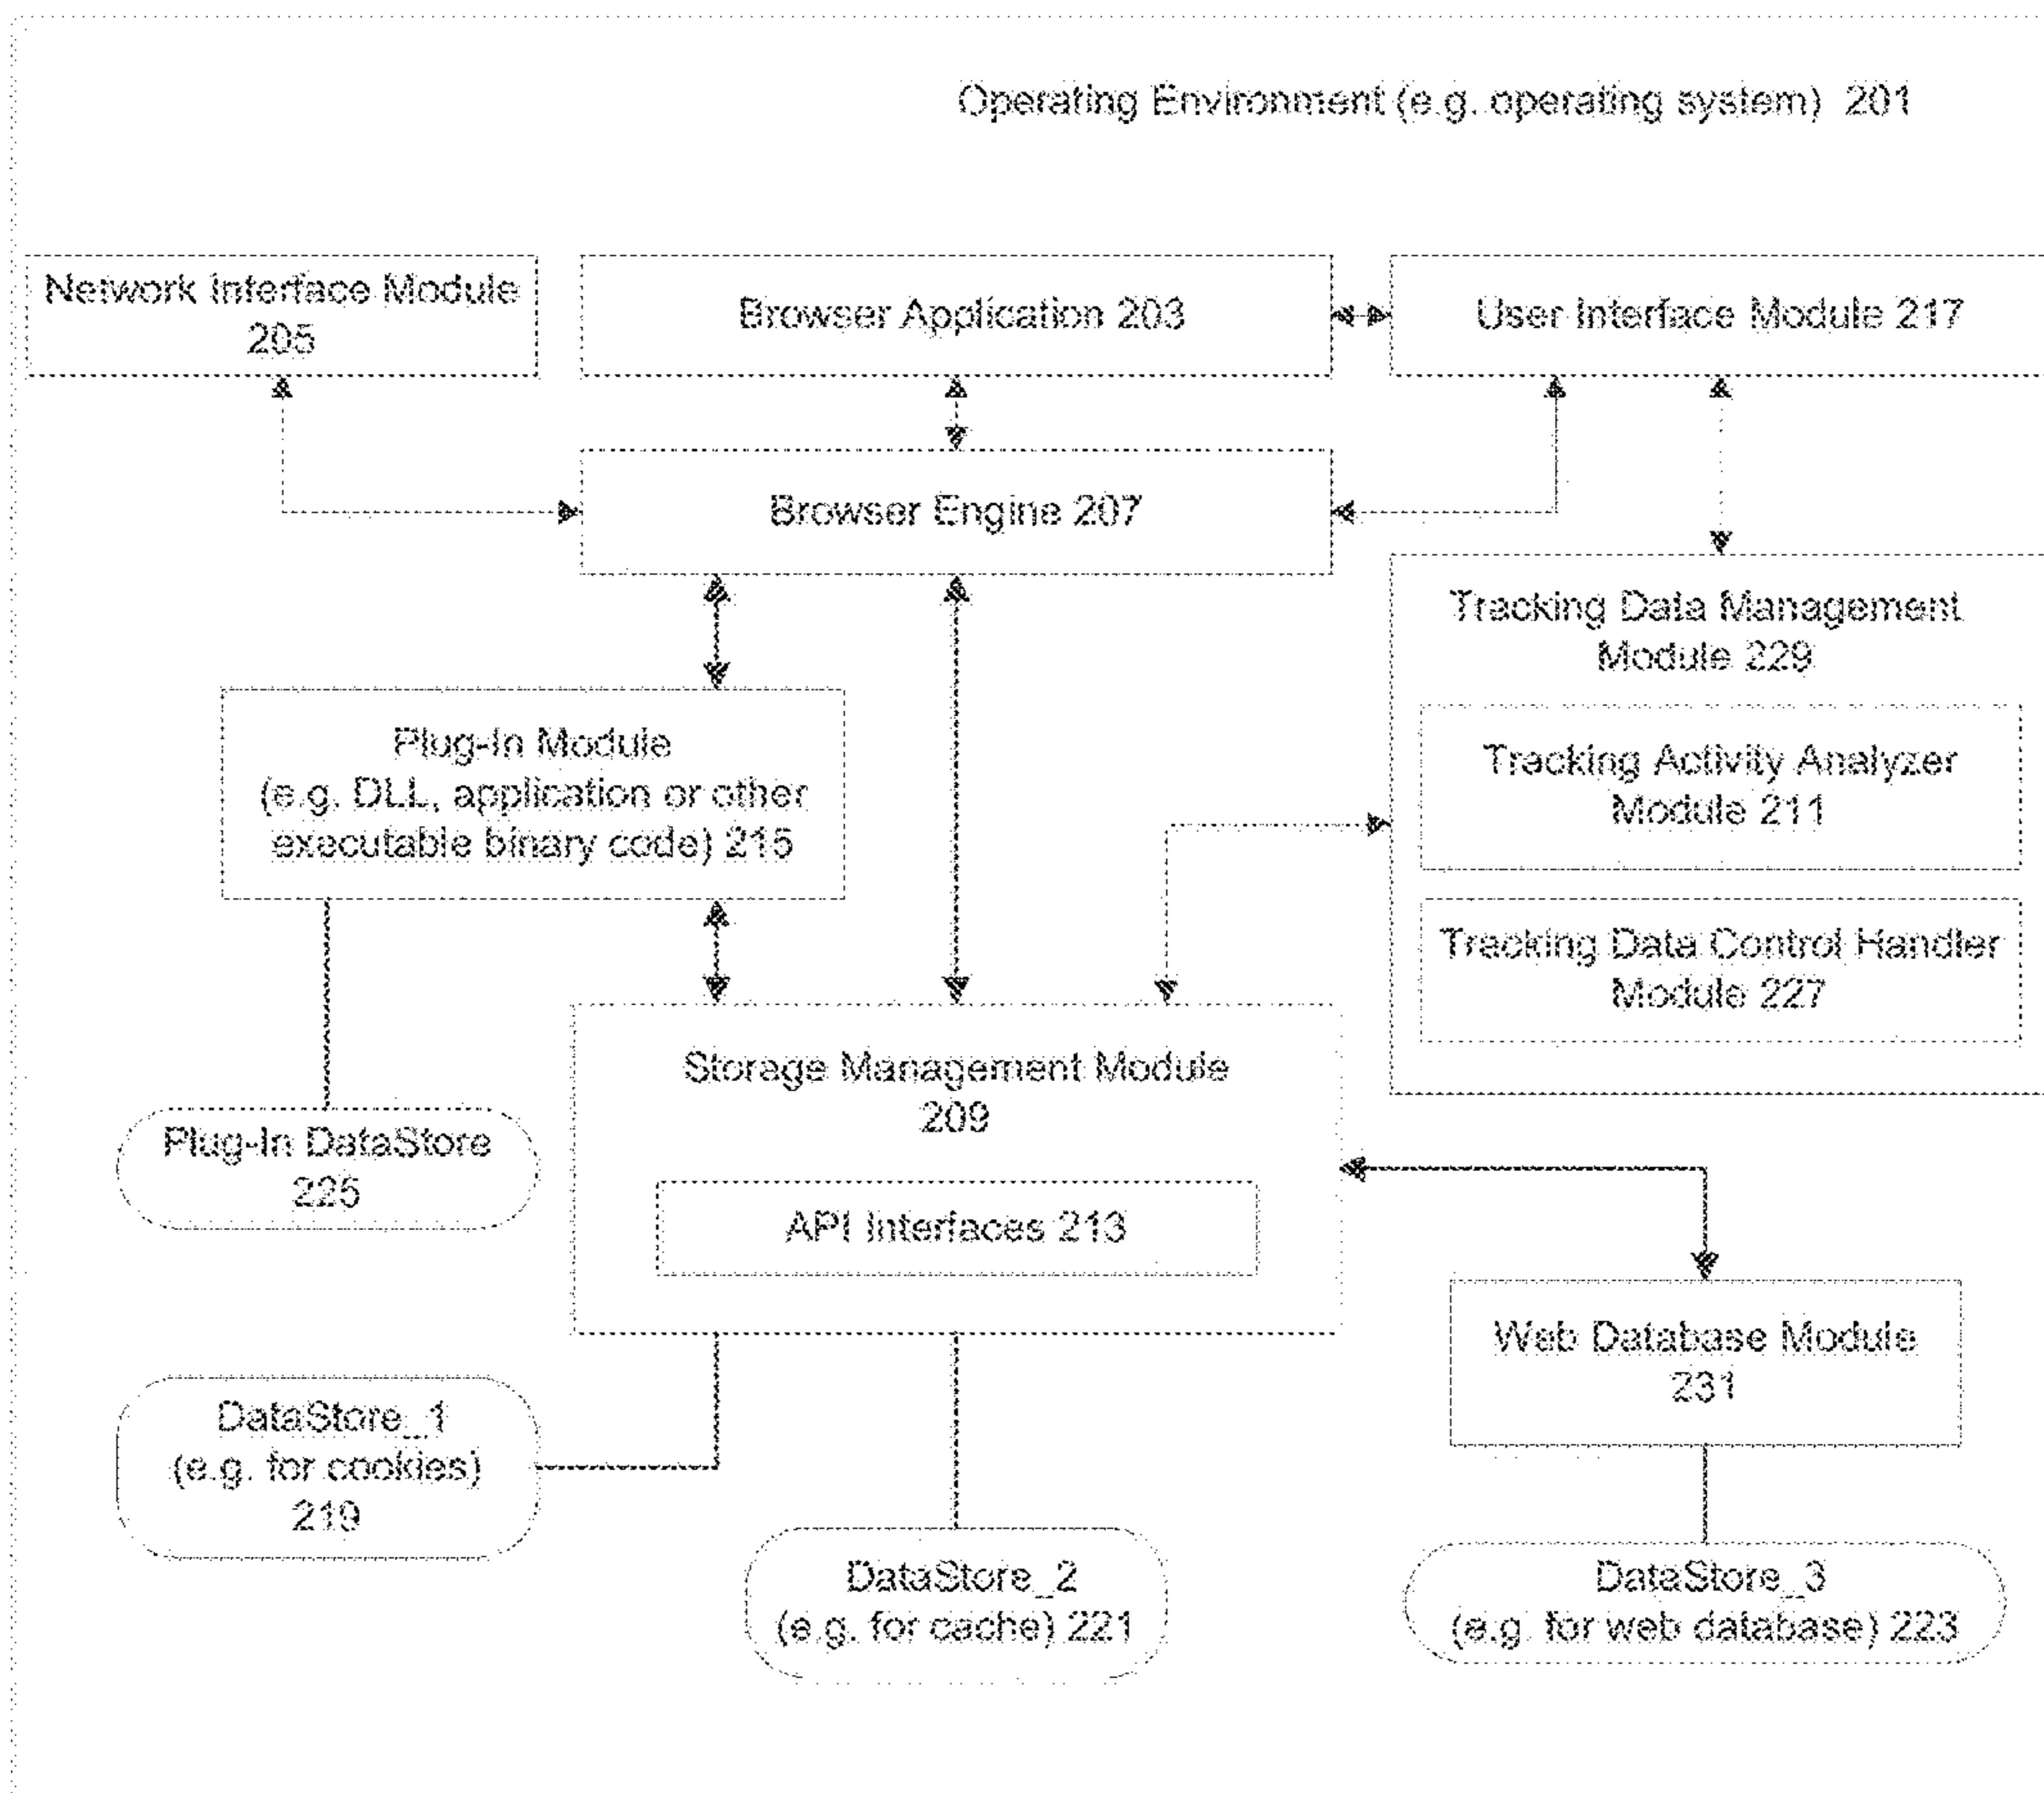 Operating Environment (e.g. operating system) 201
Network Interface Module
205
Browser Application 203
User Interface Module 217
Browser Engine 207
Tracking Data Management
Module 229
Plug-In Module
(e.g. DLL, application or other
executable binary code) 215
Tracking Activity Analyzer
Module 211
Tracking Data Control Handler
Module 227
Storage Management Module
209
Plug-In DataStore
225
API Interfaces 213
Web Database Module
231
DataStore_1
(e.g. for cookies)
219
DataStore_2
(e.g. for cache) 221
DataStore_3
(e.g. for web database) 223